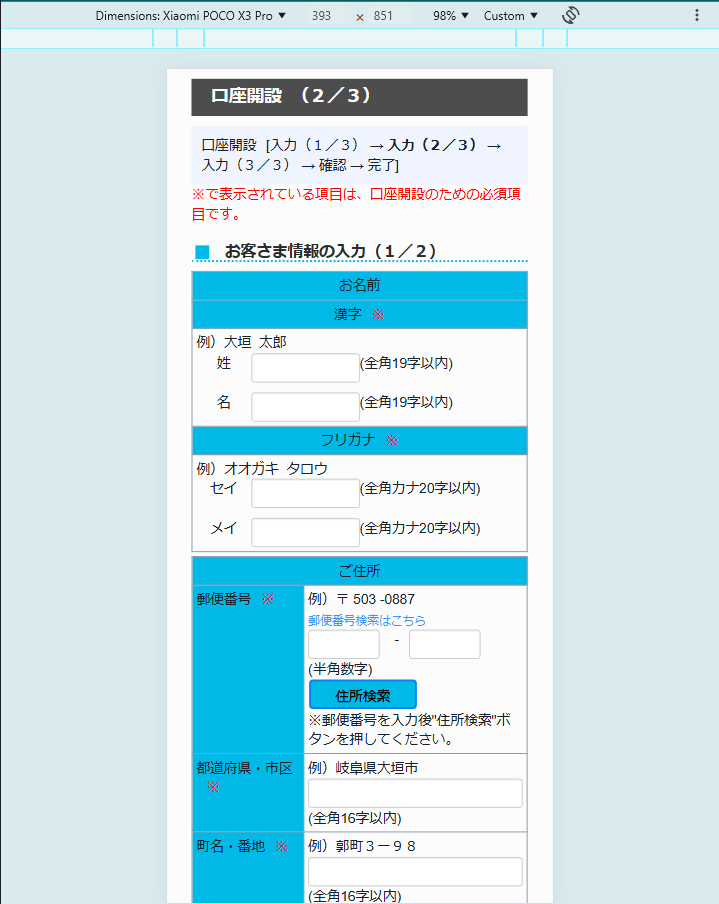 Dimensions: Xiaomi POCO X3 Pro ▼ 393 × 851 98% ▼ Custom ▼
口座開設 （２／３）
口座開設 [入力（１／３） → 入力（２／３） →
入力（３／３） → 確認 → 完了]
※で表示されている項目は、口座開設のための必須項
目です。
■ お客さま情報の入力（１／２）
お名前
漢字 ※
例）大垣 太郎
姓 (全角19字以内)
名 (全角19字以内)
フリガナ ※
例）オオガキ タロウ
セイ (全角カナ20字以内)
メイ (全角カナ20字以内)
ご住所
郵便番号 ※
例）〒 503 -0887
郵便番号検索はこちら
-
(半角数字)
住所検索
※郵便番号を入力後"住所検索"ボ
タンを押してください。
都道府県・市区
※
例）岐阜県大垣市
(全角16字以内)
町名・番地 ※
例）郭町３－９８
(全角16字以内)